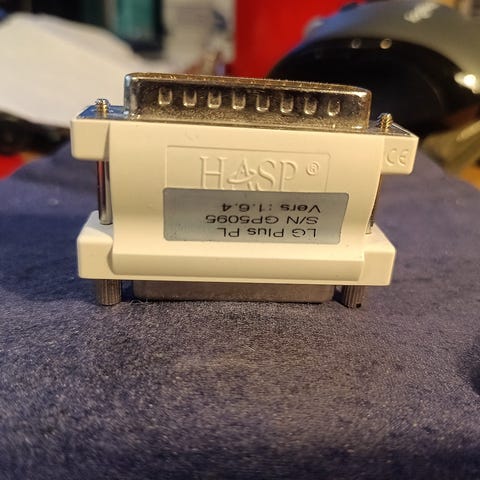 HASP®
CE
LG Plus PL
S/N GP5095
Vers :1.6.4